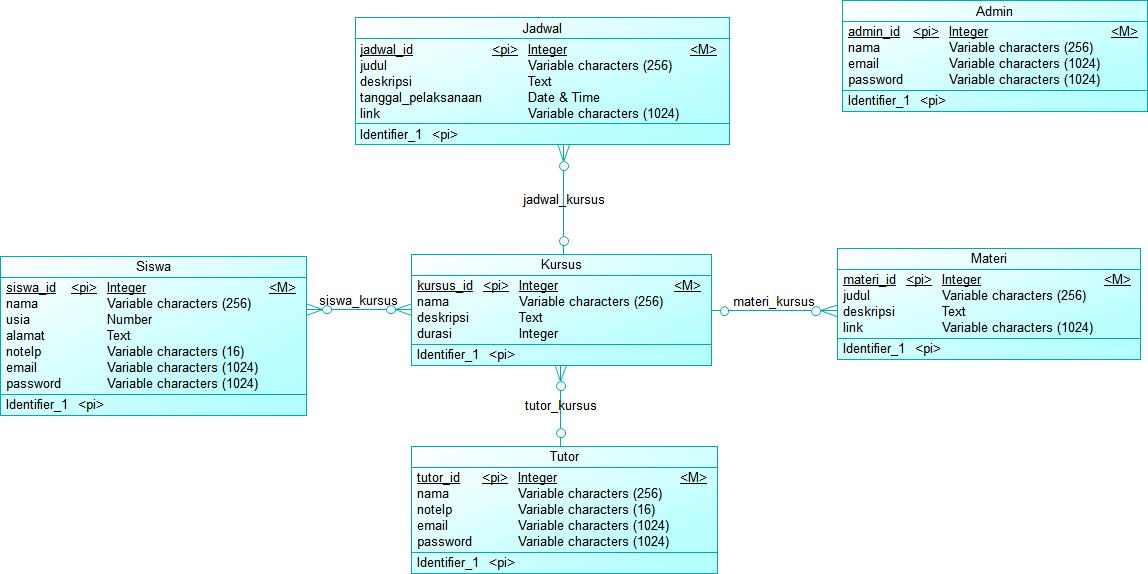 Jadwal
jadwal_id <pi> Integer <M>
judul Variable characters (256)
deskripsi Text
tanggal_pelaksanaan Date & Time
link Variable characters (1024)
Identifier_1 <pi>
Admin
admin_id <pi> Integer <M>
nama Variable characters (256)
email Variable characters (1024)
password Variable characters (1024)
Identifier_1 <pi>
jadwal_kursus
Siswa
siswa_id <pi> Integer <M>
nama Variable characters (256)
usia Number
alamat Text
notelp Variable characters (16)
email Variable characters (1024)
password Variable characters (1024)
Identifier_1 <pi>
siswa_kursus
Kursus
kursus_id <pi> Integer <M>
nama Variable characters (256)
deskripsi Text
durasi Integer
Identifier_1 <pi>
materi_kursus
Materi
materi_id <pi> Integer <M>
judul Variable characters (256)
deskripsi Text
link Variable characters (1024)
Identifier_1 <pi>
tutor_kursus
Tutor
tutor_id <pi> Integer <M>
nama Variable characters (256)
notelp Variable characters (16)
email Variable characters (1024)
password Variable characters (1024)
Identifier_1 <pi>